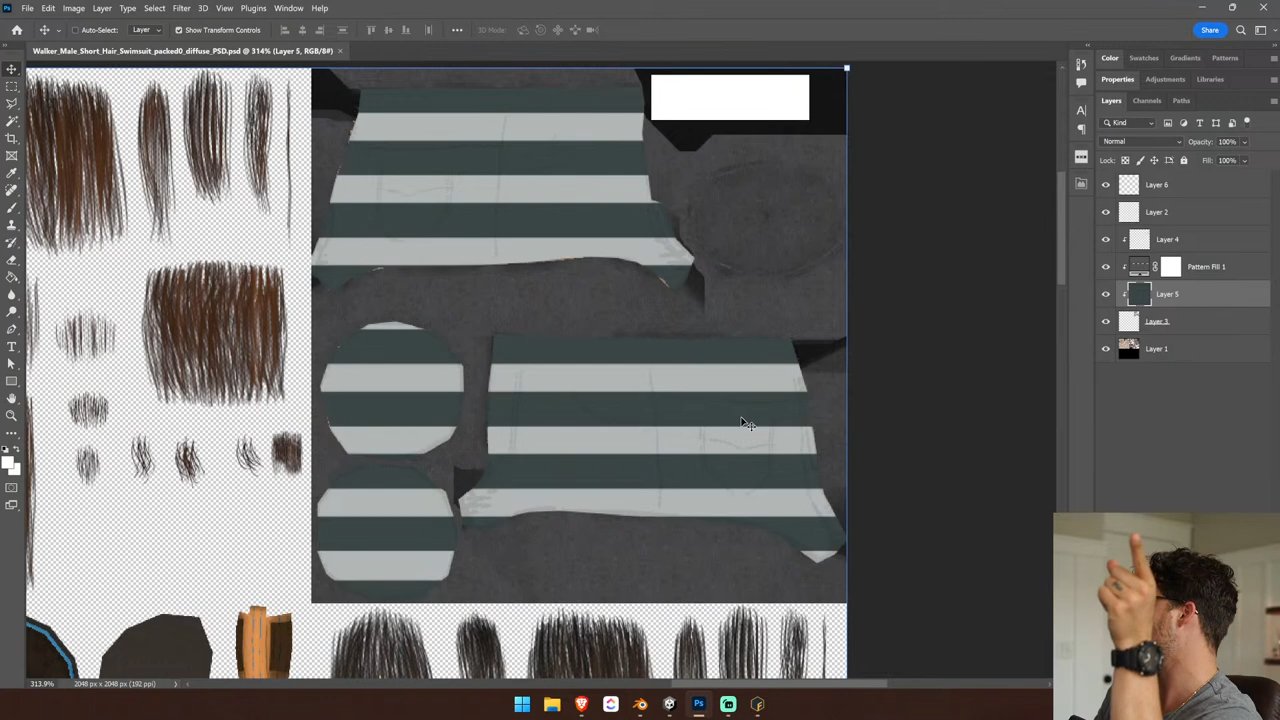 File Edit Image Layer Type Select Filter 3D View Plugins Window Help
Auto-Select: Layer Show Transform Controls 3D Mode: Share
Walker_Male_Short_Hair_Swimsuit_packed0_diffuse_PSD.psd @ 314% (Layer 5, RGB/8#)
Color Swatches Gradients Patterns
Properties Adjustments Libraries
Layers Channels Paths
Kind
Normal Opacity: 100%
Lock: Fill: 100%
Layer 6
Layer 2
Layer 4
Pattern Fill 1
Layer 5
Layer 3
Layer 1
313.9% 2048 px x 2048 px (192 ppi)